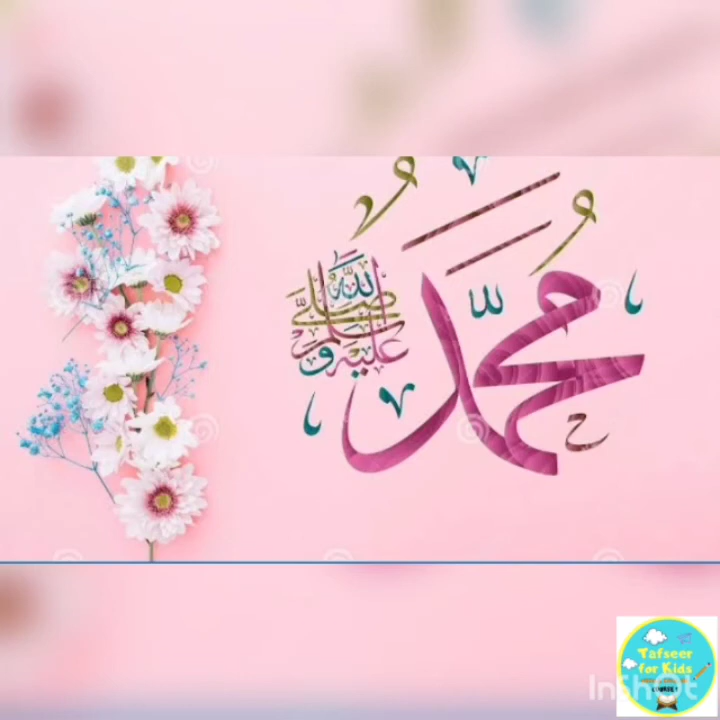 محمد
صلى الله عليه وسلم
Tafseer
for Kids
InShot